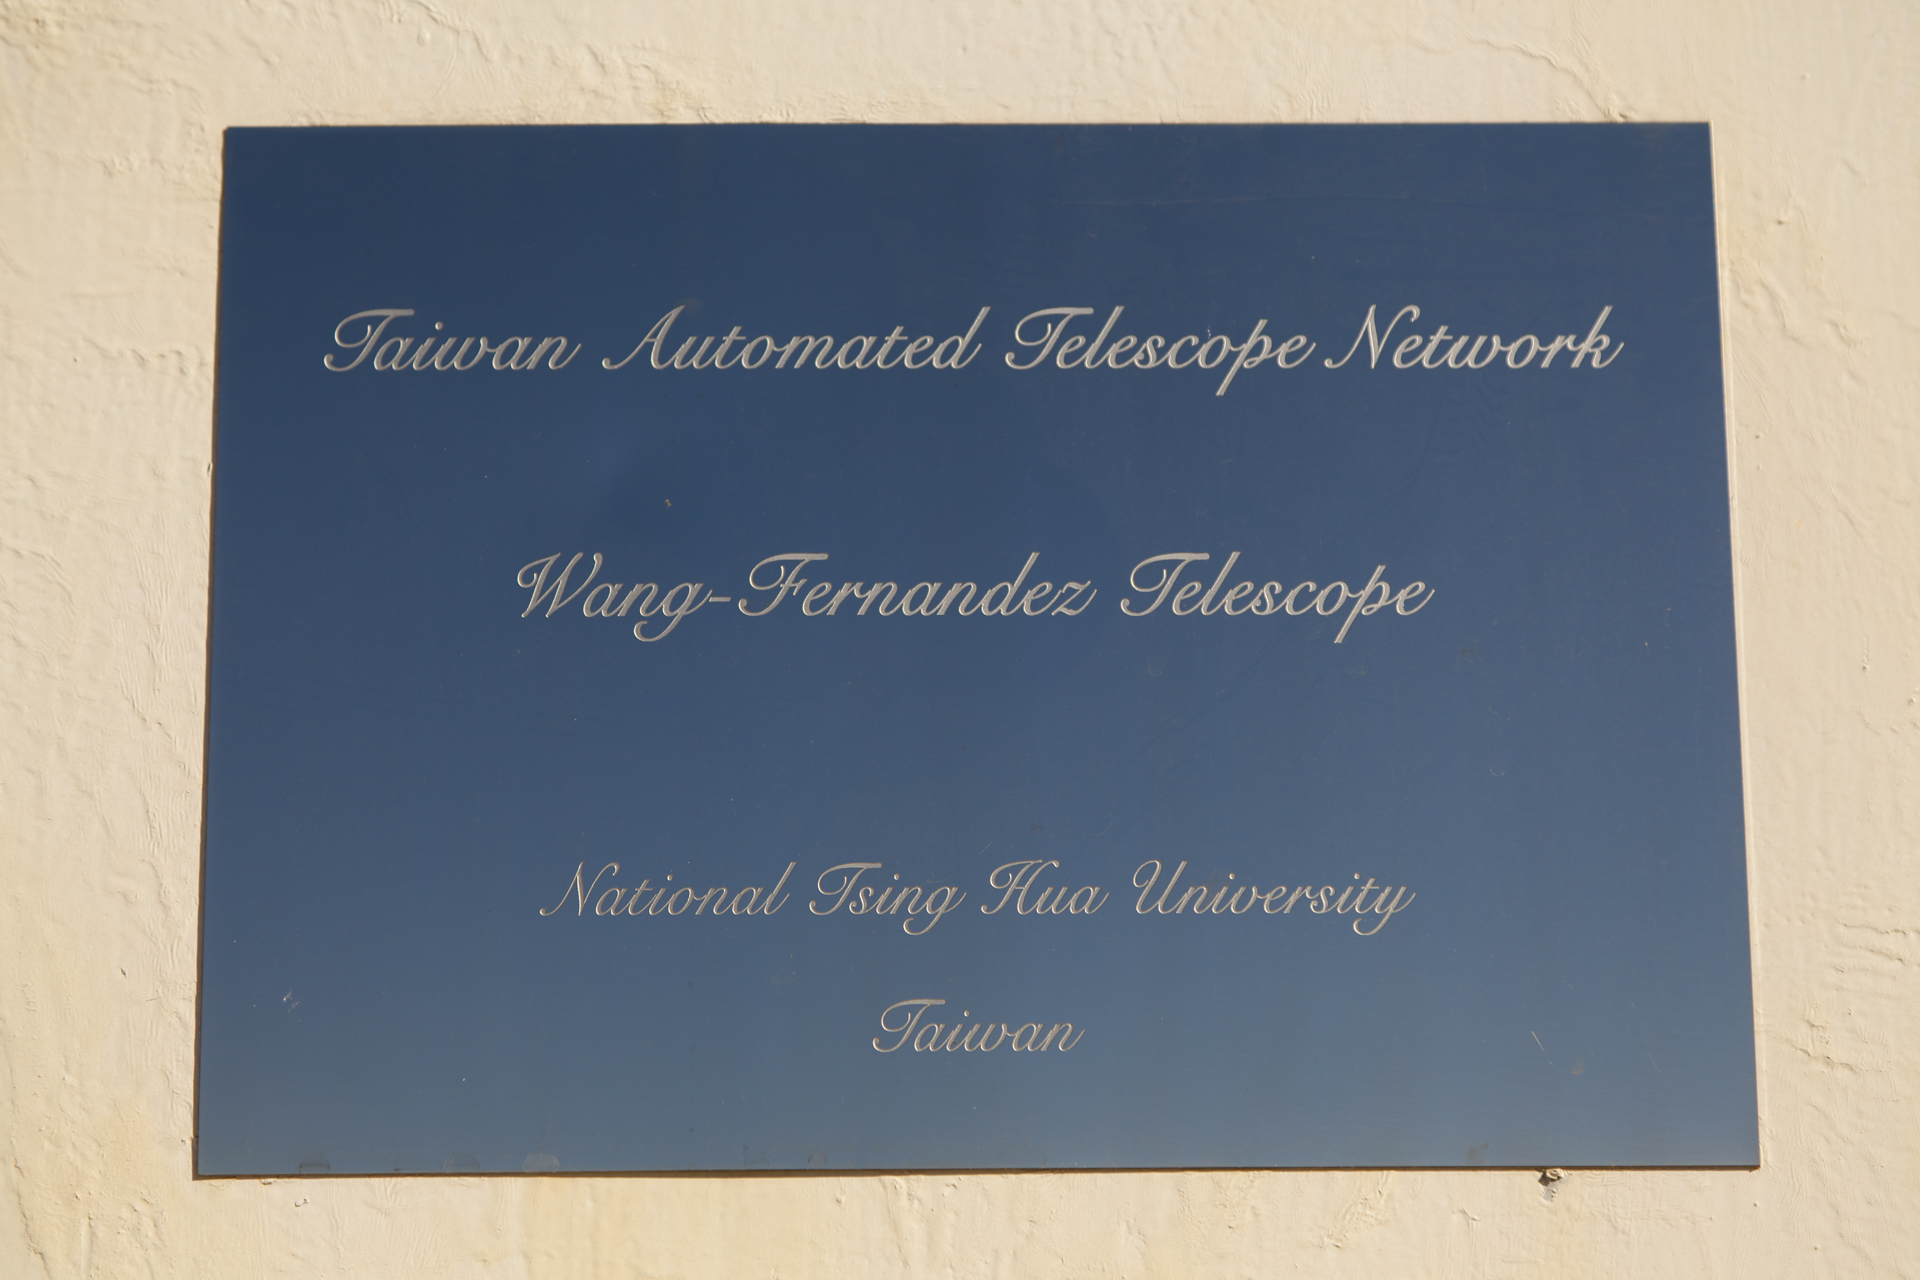 Taiwan Automated Telescope Network
Wang-Fernandez Telescope
National Tsing Hua University
Taiwan